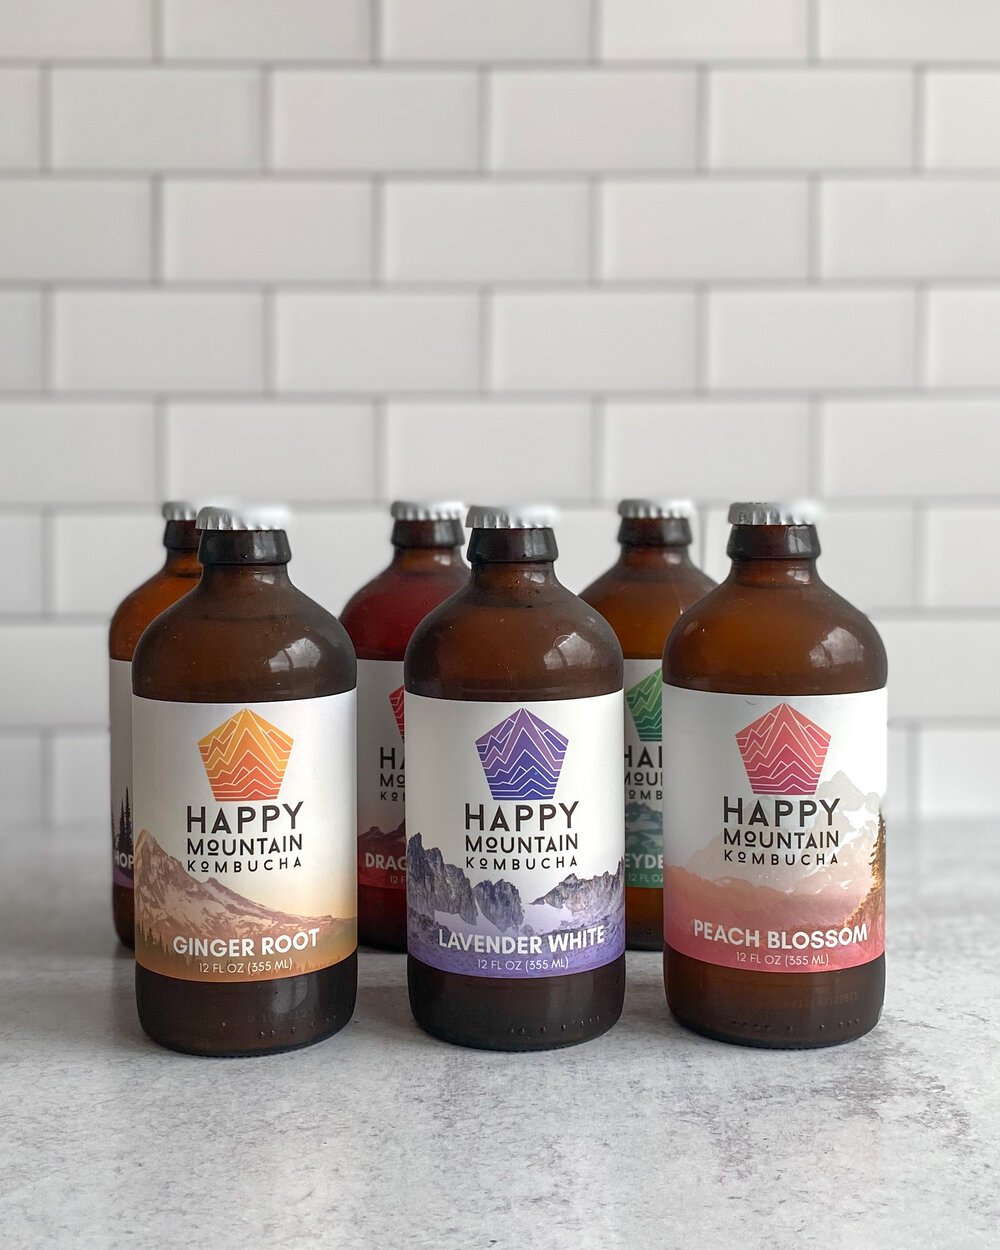 HAPPY
MOUNTAIN
KOMBUCHA
GINGER ROOT
12 FL OZ (355 ML)
HAPPY
MOUNTAIN
KOMBUCHA
LAVENDER WHITE
12 FL OZ (355 ML)
HAPPY
MOUNTAIN
KOMBUCHA
PEACH BLOSSOM
12 FL OZ (355 ML)